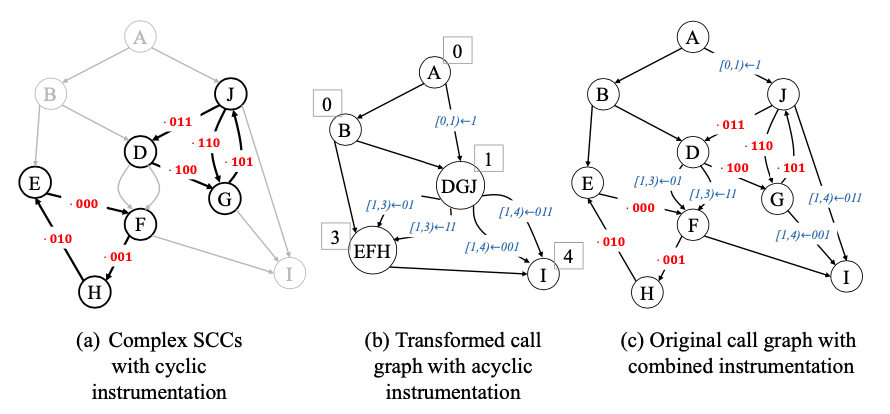 A
B
J
· 011
D
· 110
· 101
· 100
E
G
· 000
F
· 010
· 001
I
H
(a) Complex SCCs
with cyclic
instrumentation
0
A
0
B
[0,1)←1
1
DGJ
[1,3)←01
[1,4)←011
[1,3)←11
3
EFH
[1,4)←001
I
4
(b) Transformed call
graph with acyclic
instrumentation
A
[0,1)←1
B
J
· 011
D
· 110
· 100
· 101
E
[1,3)←01
[1,3)←11
G
[1,4)←011
· 000
F
[1,4)←001
· 010
· 001
I
H
(c) Original call graph with
combined instrumentation